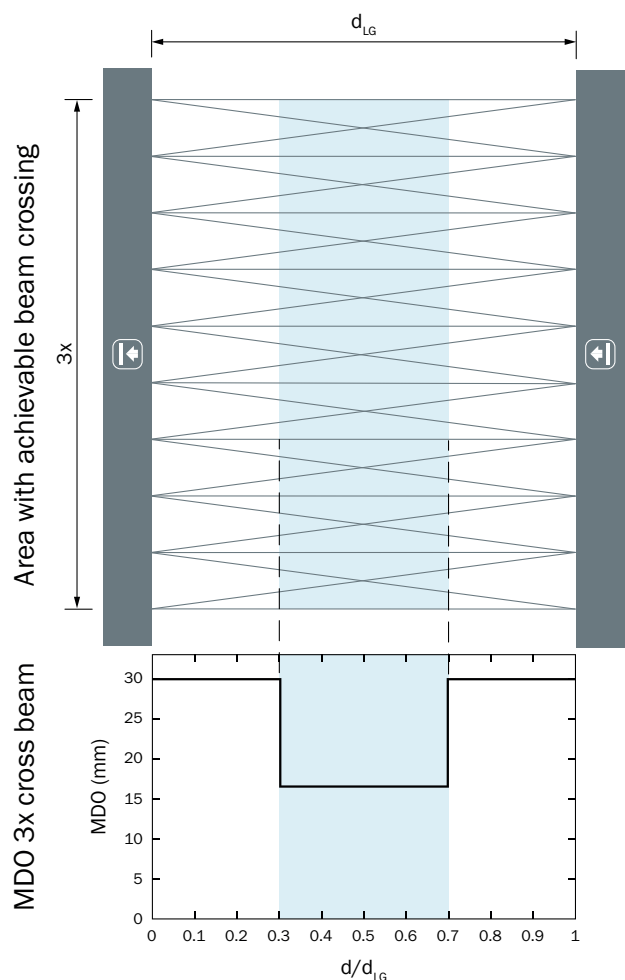 d LG
Area with achievable beam crossing
3x
MDO 3x cross beam
MDO (mm)
30
25
20
15
10
5
0
0 0.1 0.2 0.3 0.4 0.5 0.6 0.7 0.8 0.9 1
d/d LG